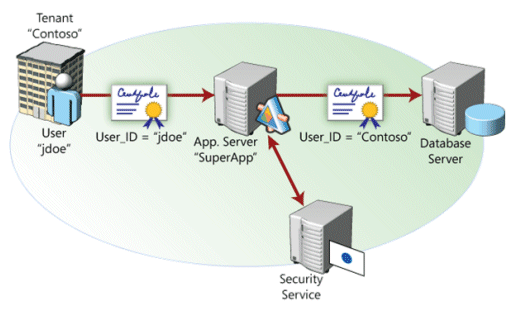 Tenant
“Contoso”
User
“jdoe”
User_ID = “jdoe”
App. Server
“SuperApp”
User_ID = “Contoso”
Database
Server
Security
Service